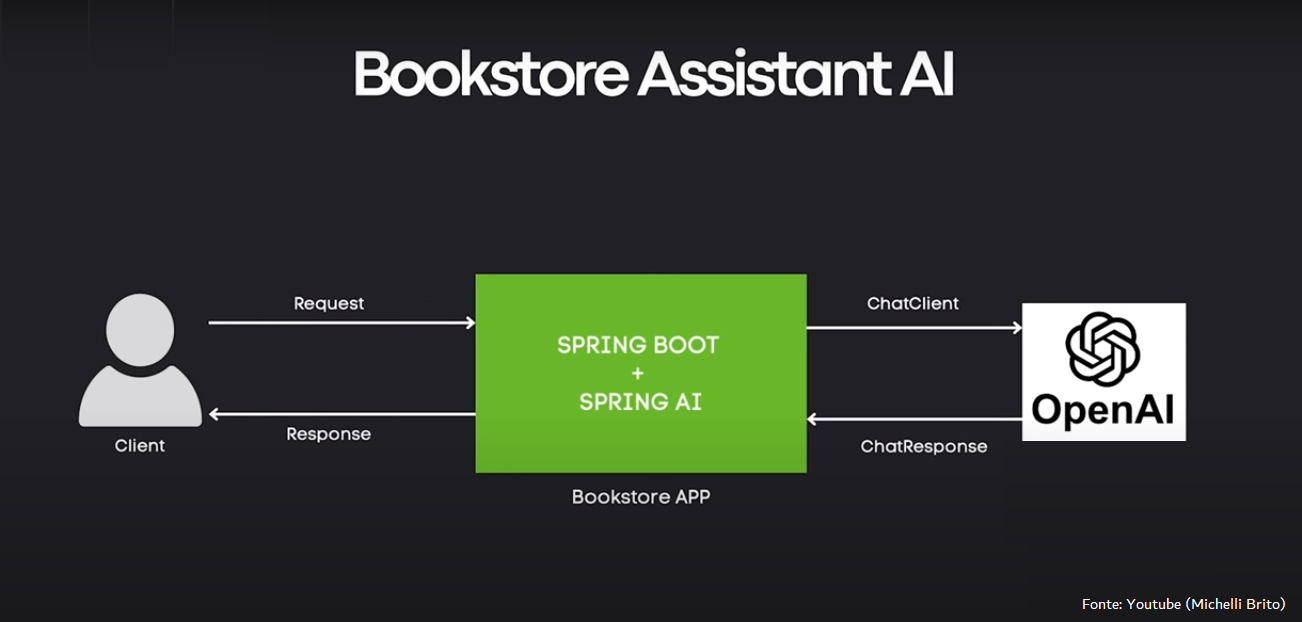 Bookstore Assistant AI
Request
ChatClient
SPRING BOOT
+
SPRING AI
OpenAI
Response
Client
ChatResponse
Bookstore APP
Fonte: Youtube (Michelli Brito)